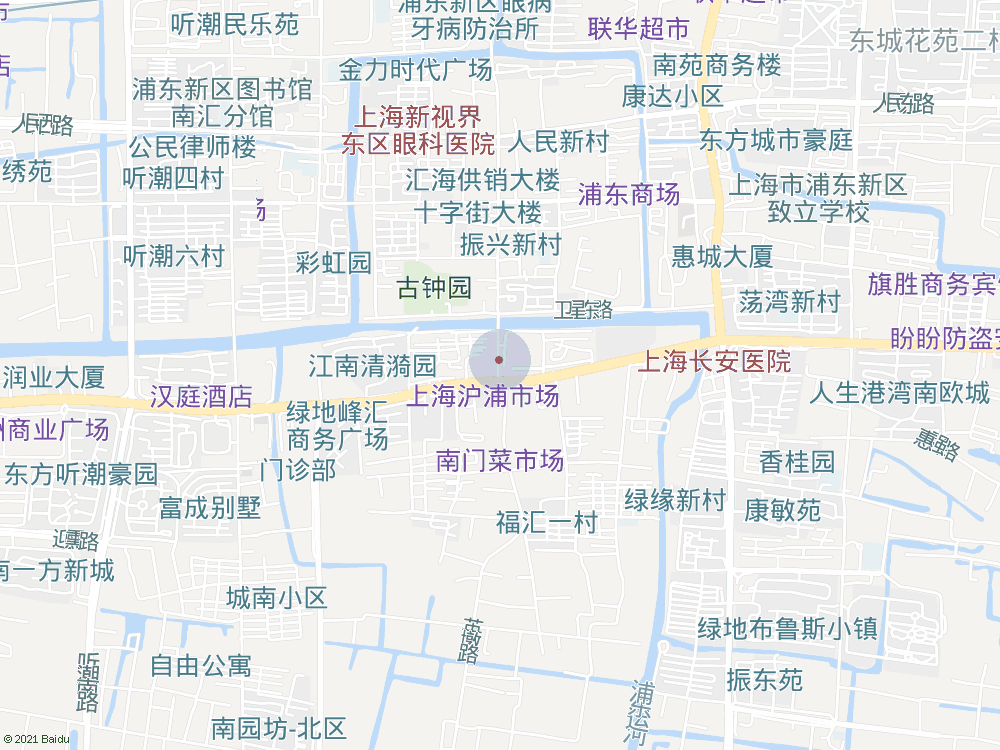 浦东新区眼病
牙病防治所
听潮民乐苑
联华超市
东城花苑二村
金力时代广场
南苑商务楼
浦东新区图书馆
南汇分馆
康达小区
人民东路
人民西路
上海新视界
东区眼科医院
公民律师楼
人民新村
东方城市豪庭
绣苑
听潮四村
汇海供销大楼
浦东商场
上海市浦东新区
致立学校
十字街大楼
场
振兴新村
听潮六村
彩虹园
惠城大厦
古钟园
旗胜商务宾
荡湾新村
卫星东路
盼盼防盗
江南清漪园
上海长安医院
润业大厦
汉庭酒店
上海沪浦市场
人生港湾南欧城
绿地峰汇
商务广场
商业广场
南门菜市场
门诊部
东方听潮豪园
香桂园
富成别墅
绿缘新村
康敏苑
福汇一村
迎熏路
南一方新城
城南小区
绿地布鲁斯小镇
自由公寓
听潮南路
振东苑
南园坊-北区
© 2021 Baidu